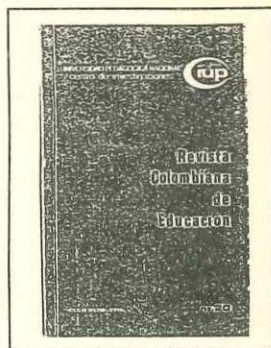 UNIVERSIDAD PEDAGOGICA NACIONAL
Centro de Investigaciones
CIUP
Revista
Colombiana
de
Educación